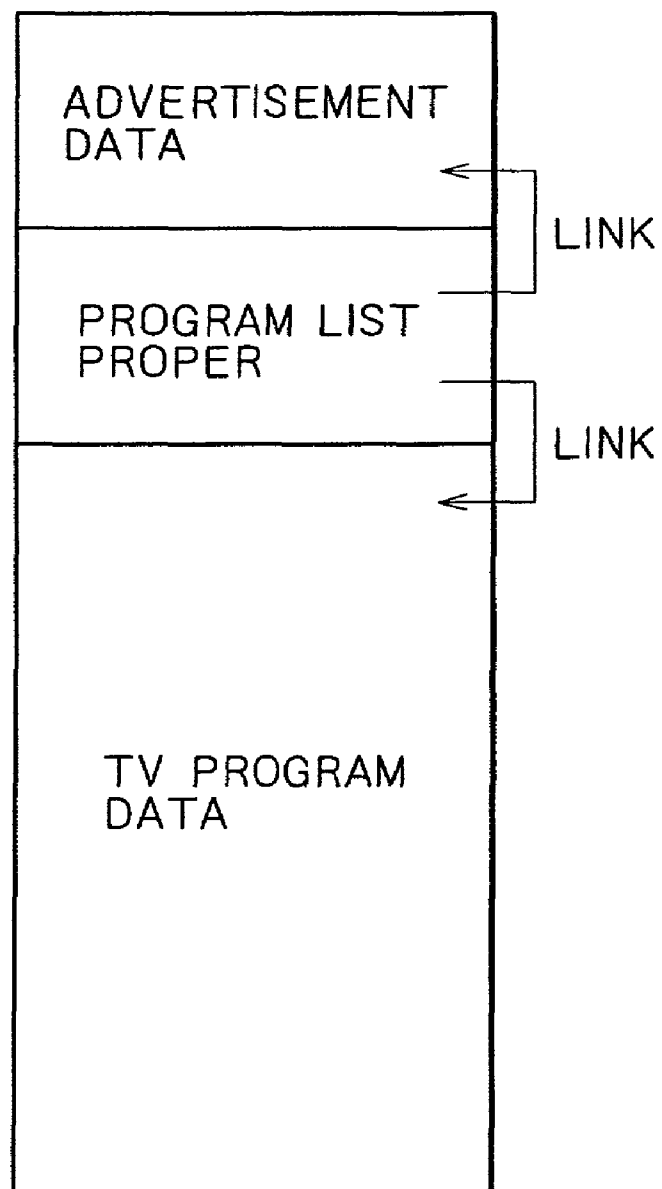 ADVERTISEMENT
DATA
LINK
PROGRAM LIST
PROPER
LINK
TV PROGRAM
DATA